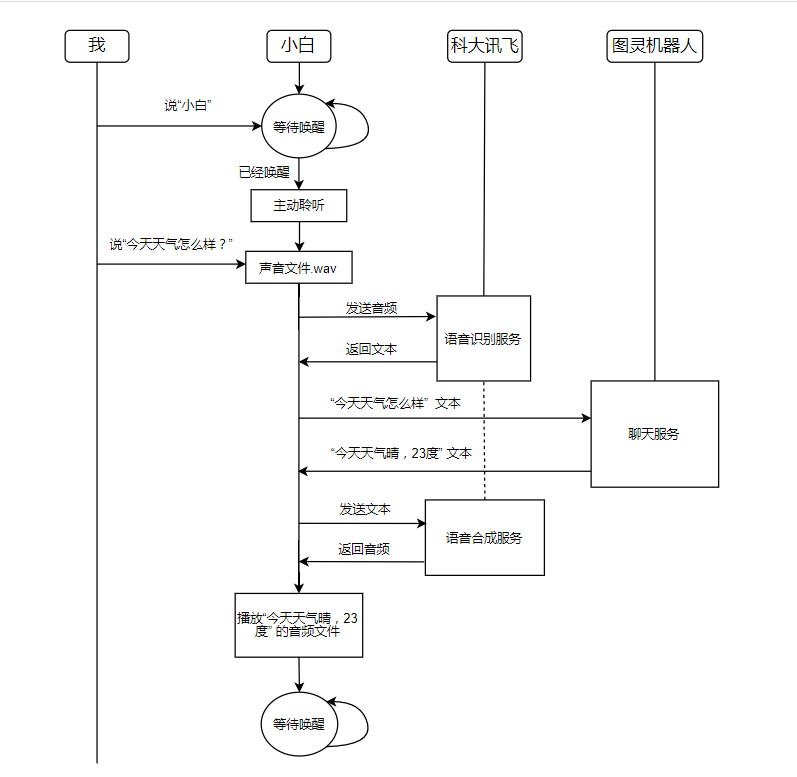 我
小白
科大讯飞
图灵机器人
说“小白”
等待唤醒
已经唤醒
主动聆听
说“今天天气怎么样？”
声音文件.wav
发送音频
语音识别服务
返回文本
“今天天气怎么样” 文本
聊天服务
“今天天气晴，23度” 文本
发送文本
语音合成服务
返回音频
播放“今天天气晴，23
度” 的音频文件
等待唤醒